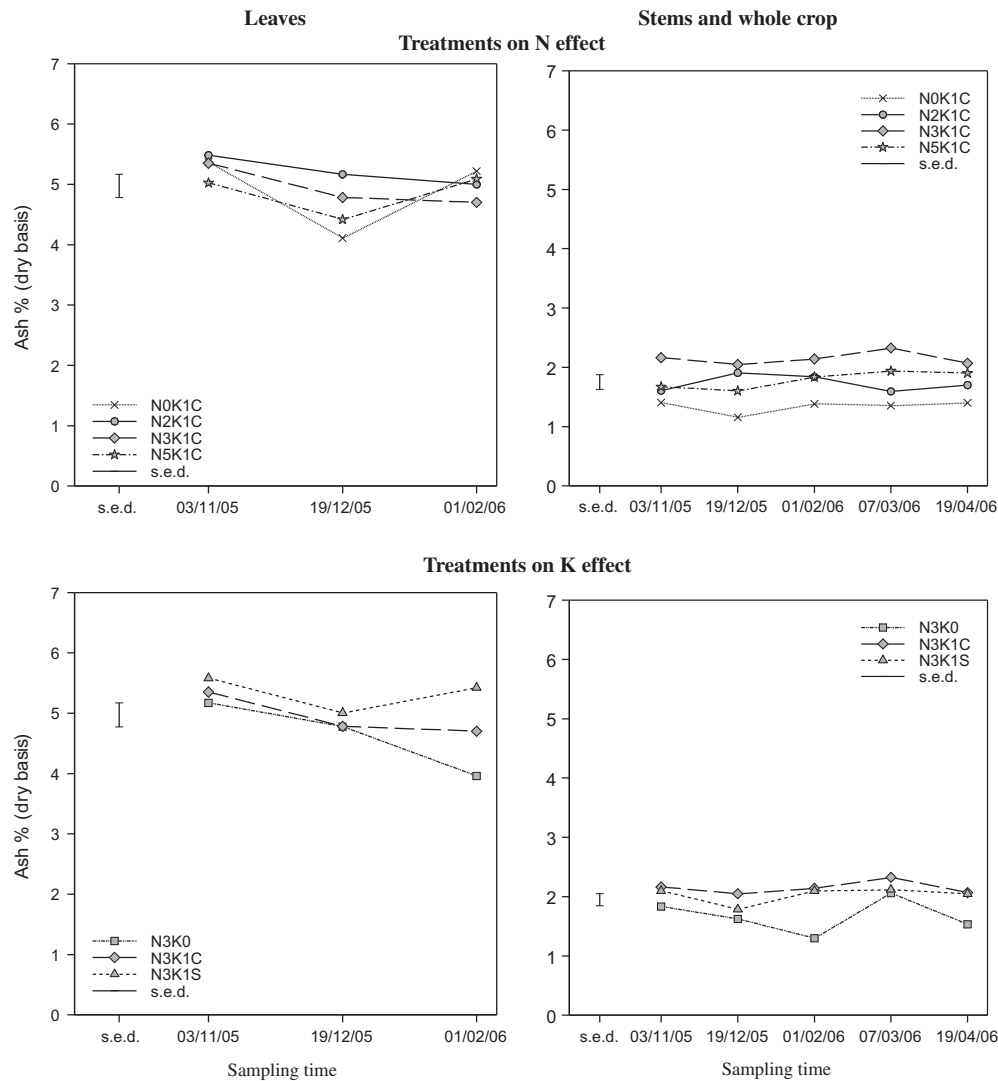 Leaves
Stems and whole crop
Treatments on N effect
7
6
5
4
3
2
1
0
Ash % (dry basis)
N0K1C
N2K1C
N3K1C
N5K1C
s.e.d.
s.e.d.
03/11/05
19/12/05
01/02/06
7
6
5
4
3
2
1
0
N0K1C
N2K1C
N3K1C
N5K1C
s.e.d.
s.e.d.
03/11/05
19/12/05
01/02/06
07/03/06
19/04/06
Treatments on K effect
7
6
5
4
3
2
1
0
Ash % (dry basis)
N3K0
N3K1C
N3K1S
s.e.d.
s.e.d.
03/11/05
19/12/05
01/02/06
Sampling time
7
6
5
4
3
2
1
0
N3K0
N3K1C
N3K1S
s.e.d.
s.e.d.
03/11/05
19/12/05
01/02/06
07/03/06
19/04/06
Sampling time